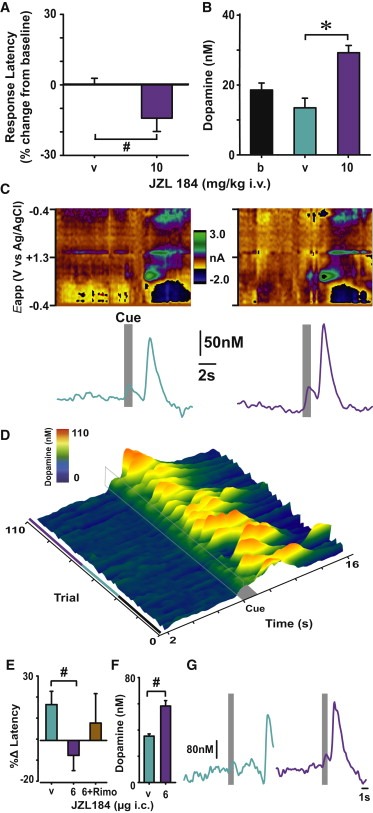 A
B
Response Latency
(% change from baseline)
30
0
-30
#
v
10
Dopamine (nM)
40
20
0
*
b
v
10
JZL 184 (mg/kg i.v.)
C
Eapp (V vs Ag/AgCl)
-0.4
+1.3
-0.4
3.0
nA
-2.0
Cue
50nM
2s
D
Dopamine (nM)
110
0
110
Trial
0
2
Cue
Time (s)
16
E
F
G
%Δ Latency
30
0
-20
#
v
6
6+Rimo
Dopamine (nM)
80
0
#
v
6
JZL184 (µg i.c.)
80nM
1s